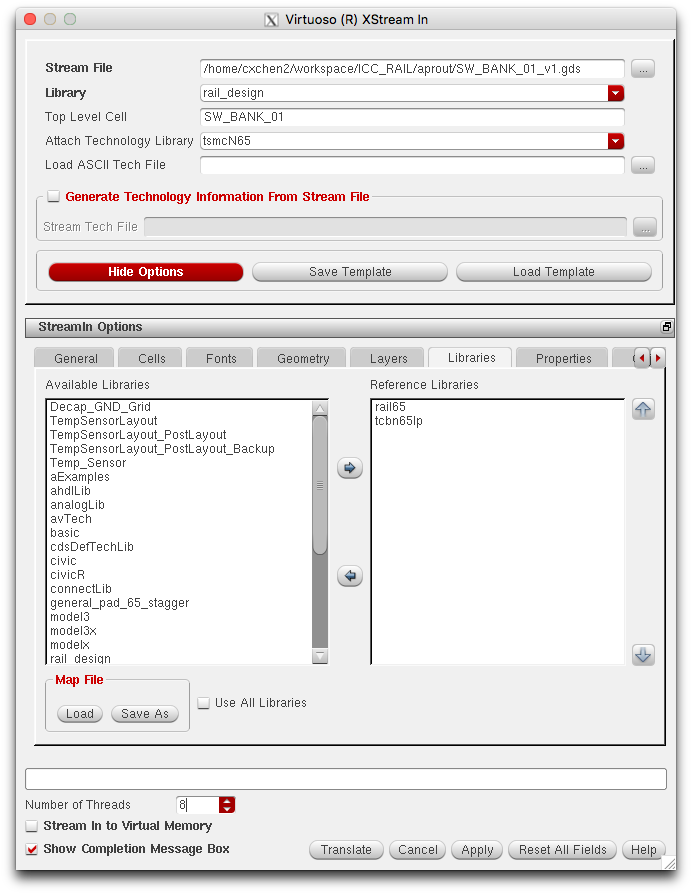 Virtuoso (R) XStream In
Stream File /home/cxchen2/workspace/ICC_RAIL/aprout/SW_BANK_01_v1.gds ...
Library rail_design
Top Level Cell SW_BANK_01
Attach Technology Library tsmcN65
Load ASCII Tech File ...
Generate Technology Information From Stream File
Stream Tech File ...
Hide Options Save Template Load Template
StreamIn Options
General Cells Fonts Geometry Layers Libraries Properties
Available Libraries Reference Libraries
Decap_GND_Grid rail65
TempSensorLayout tcbn65lp
TempSensorLayout_PostLayout
TempSensorLayout_PostLayout_Backup
Temp_Sensor
aExamples
ahdlLib
analogLib
avTech
basic
cdsDefTechLib
civic
civicR
connectLib
general_pad_65_stagger
model3
model3x
modelx
rail_design
Map File
Load Save As Use All Libraries
Number of Threads 8
Stream In to Virtual Memory
Show Completion Message Box Translate Cancel Apply Reset All Fields Help